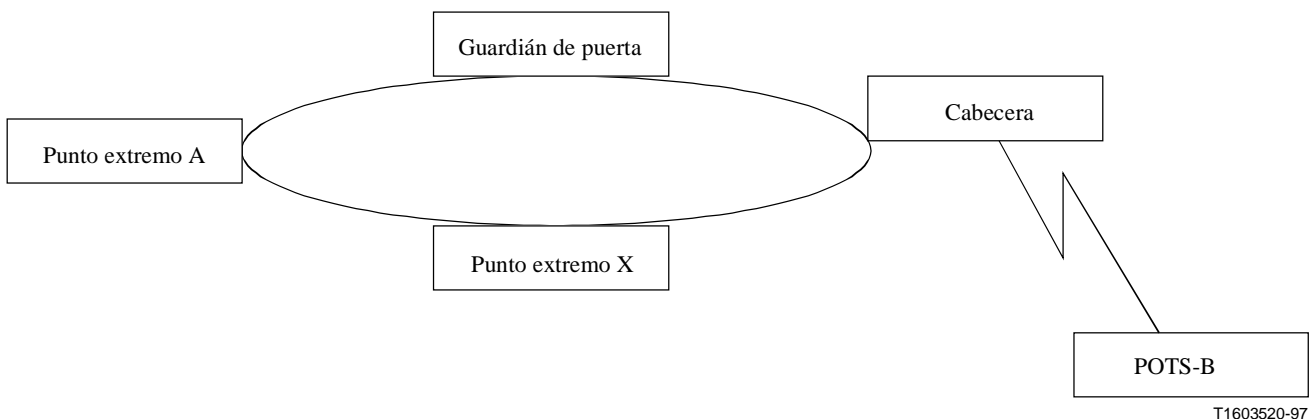 Guardián de puerta
Cabecera
Punto extremo A
Punto extremo X
POTS-B
T1603520-97